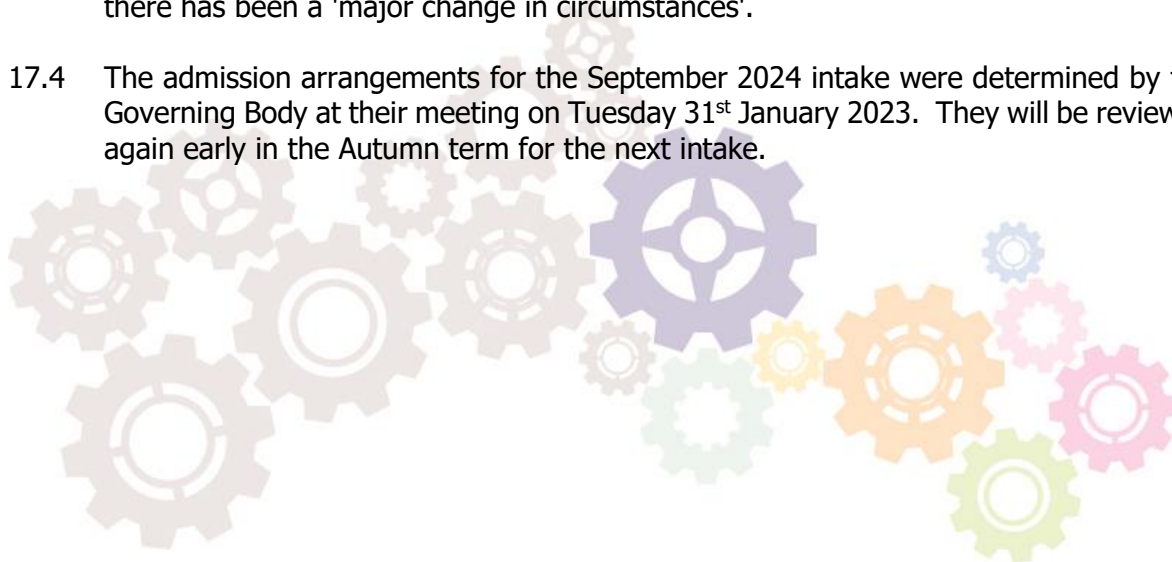 there has been a 'major change in circumstances'.
17.4 The admission arrangements for the September 2024 intake were determined by
Governing Body at their meeting on Tuesday 31st January 2023. They will be
again early in the Autumn term for the next intake.